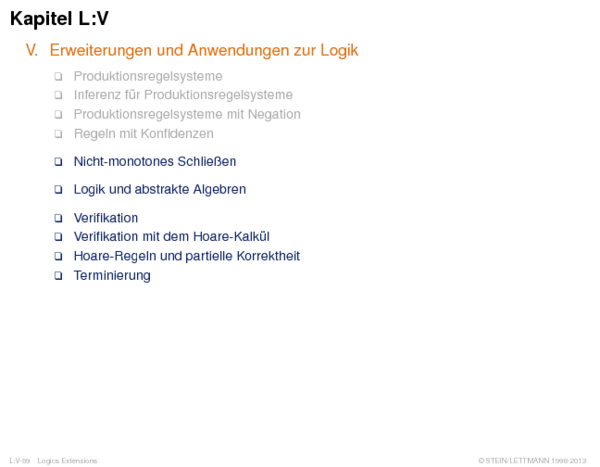 Kapitel L:V
V. Erweiterungen und Anwendungen zur Logik
❑ Produktionsregelsysteme
❑ Inferenz für Produktionsregelsysteme
❑ Produktionsregelsysteme mit Negation
❑ Regeln mit Konfidenzen
❑ Nicht-monotones Schließen
❑ Logik und abstrakte Algebren
❑ Verifikation
❑ Verifikation mit dem Hoare-Kalkül
❑ Hoare-Regeln und partielle Korrektheit
❑ Terminierung
L:V-59 Logics Extensions ©STEIN/LETTMANN 1996-2013